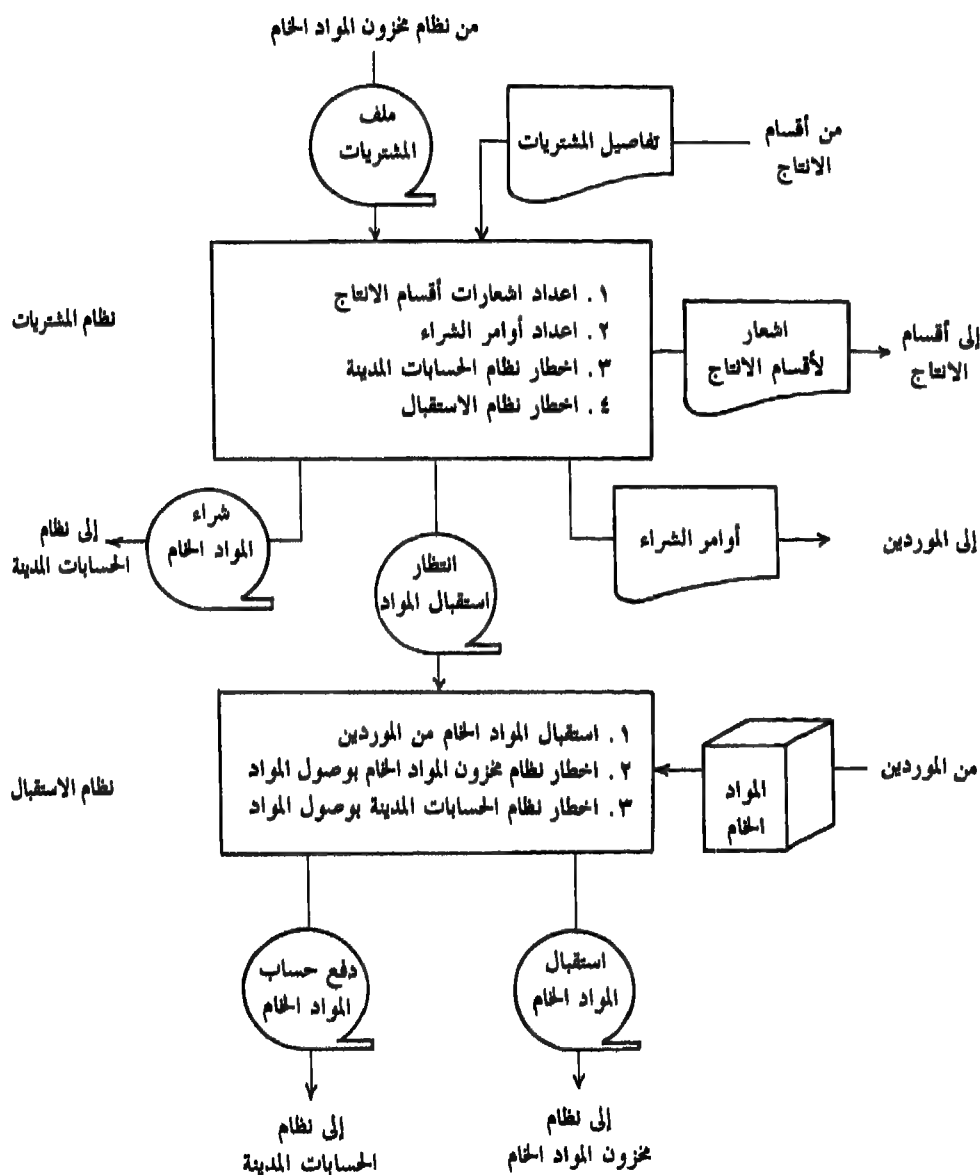 من نظام مخزون المواد الخام
ملف
المشتريات
تفاصيل المشتريات
من أقسام
الانتاج
نظام المشتريات
١ . اعداد اشعارات أقسام الانتاج
٢ . اعداد أوامر الشراء
٣ . اخطار نظام الحسابات المدينة
٤ . اخطار نظام الاستقبال
اشعار
لأقسام الانتاج
إلى أقسام
الانتاج
شراء
المواد الخام
إلى نظام
الحسابات المدينة
انتظار
استقبال المواد
أوامر الشراء
إلى الموردين
نظام الاستقبال
١ . استقبال المواد الخام من الموردين
٢ . اخطار نظام مخزون المواد الخام بوصول المواد
٣ . اخطار نظام الحسابات المدينة بوصول المواد
المواد
الخام
من الموردين
دفع حساب
المواد الخام
استقبال
المواد الخام
إلى نظام
الحسابات المدينة
إلى نظام
مخزون المواد الخام